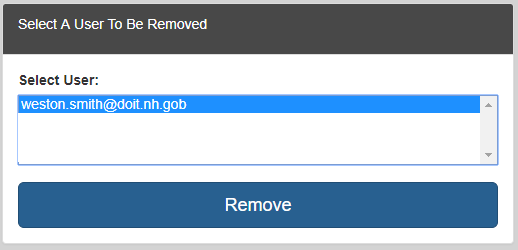 Select A User To Be Removed
Select User:
weston.smith@doit.nh.gob
Remove